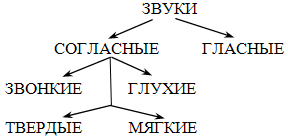 ЗВУКИ
СОГЛАСНЫЕ ГЛАСНЫЕ
ЗВОНКИЕ ГЛУХИЕ
ТВЕРДЫЕ МЯГКИЕ